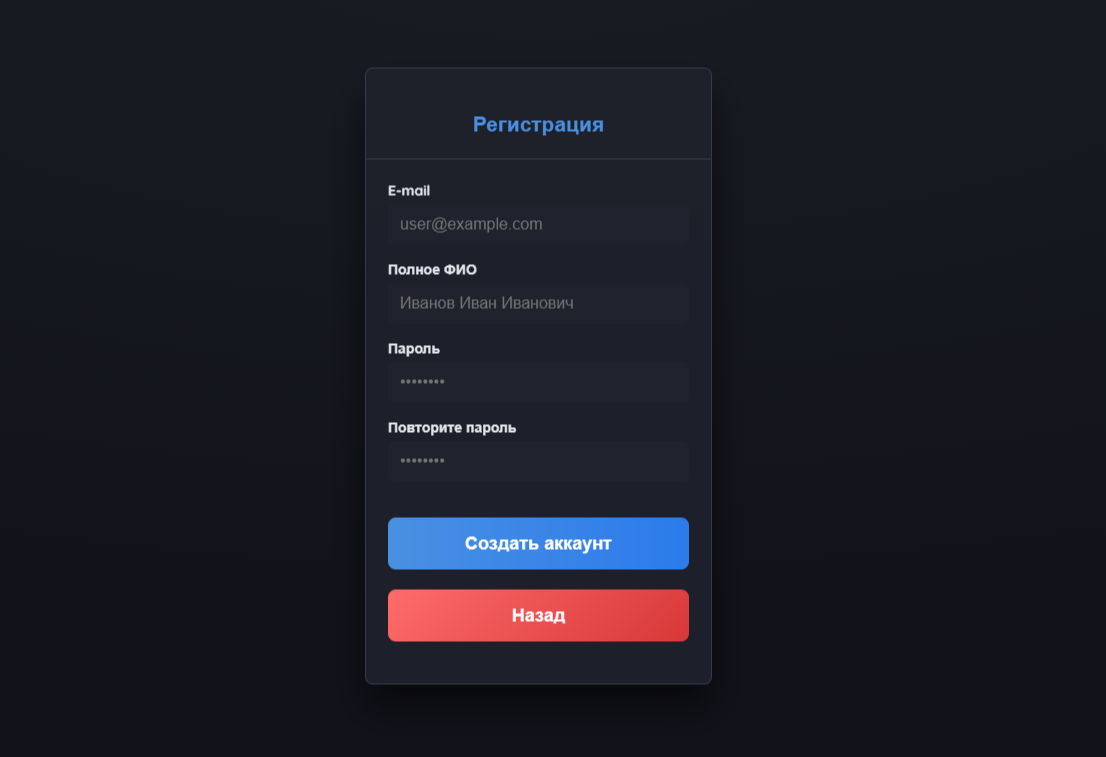 Регистрация
E-mail
user@example.com
Полное ФИО
Иванов Иван Иванович
Пароль
••••••••
Повторите пароль
••••••••
Создать аккаунт
Назад